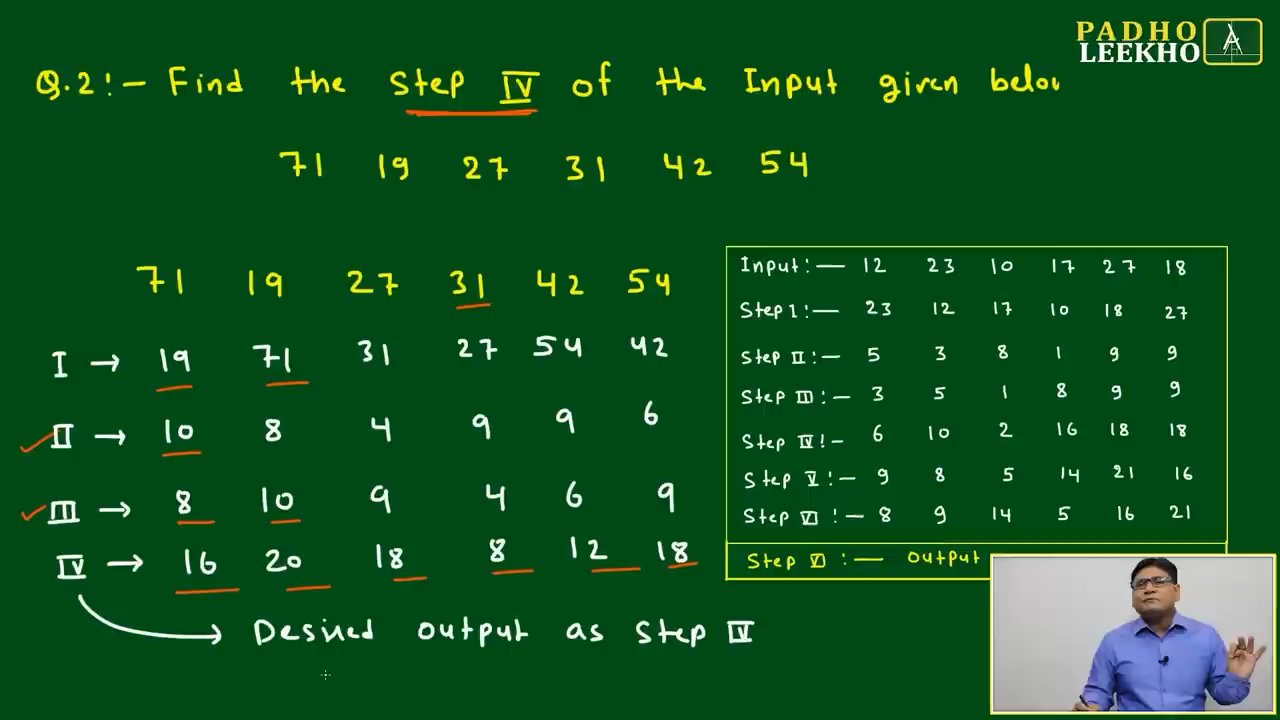 PADHO
LEEKHO
Q.2:- Find the Step IV of the Input given below
71 19 27 31 42 54
71 19 27 31 42 54
I → 19 71 31 27 54 42
II → 10 8 4 9 9 6
III → 8 10 9 4 6 9
IV → 16 20 18 8 12 18
Desired output as Step IV
Input:— 12 23 10 17 27 18
Step I:— 23 12 17 10 18 27
Step II:— 5 3 8 1 9 9
Step III:— 3 5 1 8 9 9
Step IV:- 6 10 2 16 18 18
Step V:— 9 8 5 14 21 16
Step VI:— 8 9 14 5 16 21
Step VI:— output